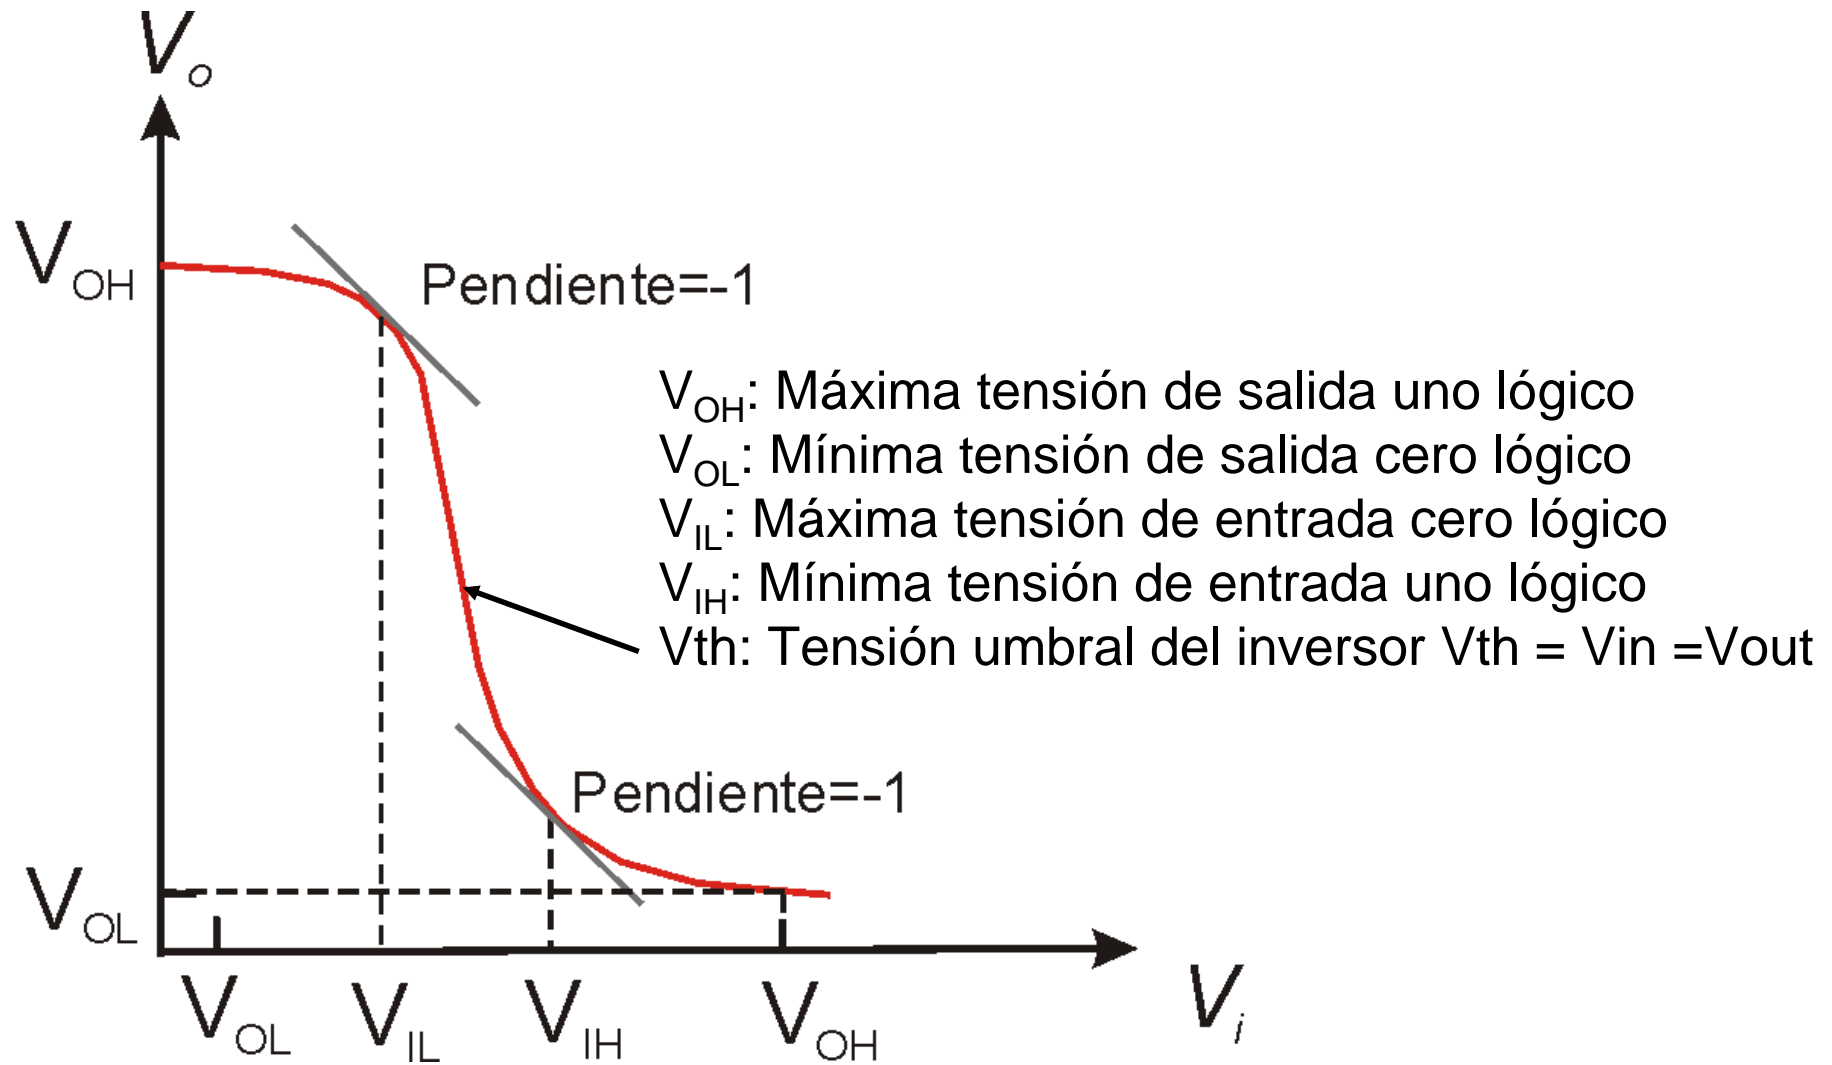 Vo
VOH
Pendiente=-1
VOH: Máxima tensión de salida uno lógico
VOL: Mínima tensión de salida cero lógico
VIL: Máxima tensión de entrada cero lógico
VIH: Mínima tensión de entrada uno lógico
Vth: Tensión umbral del inversor Vth = Vin =Vout
Pendiente=-1
VOL
VOL
VIL
VIH
VOH
Vi